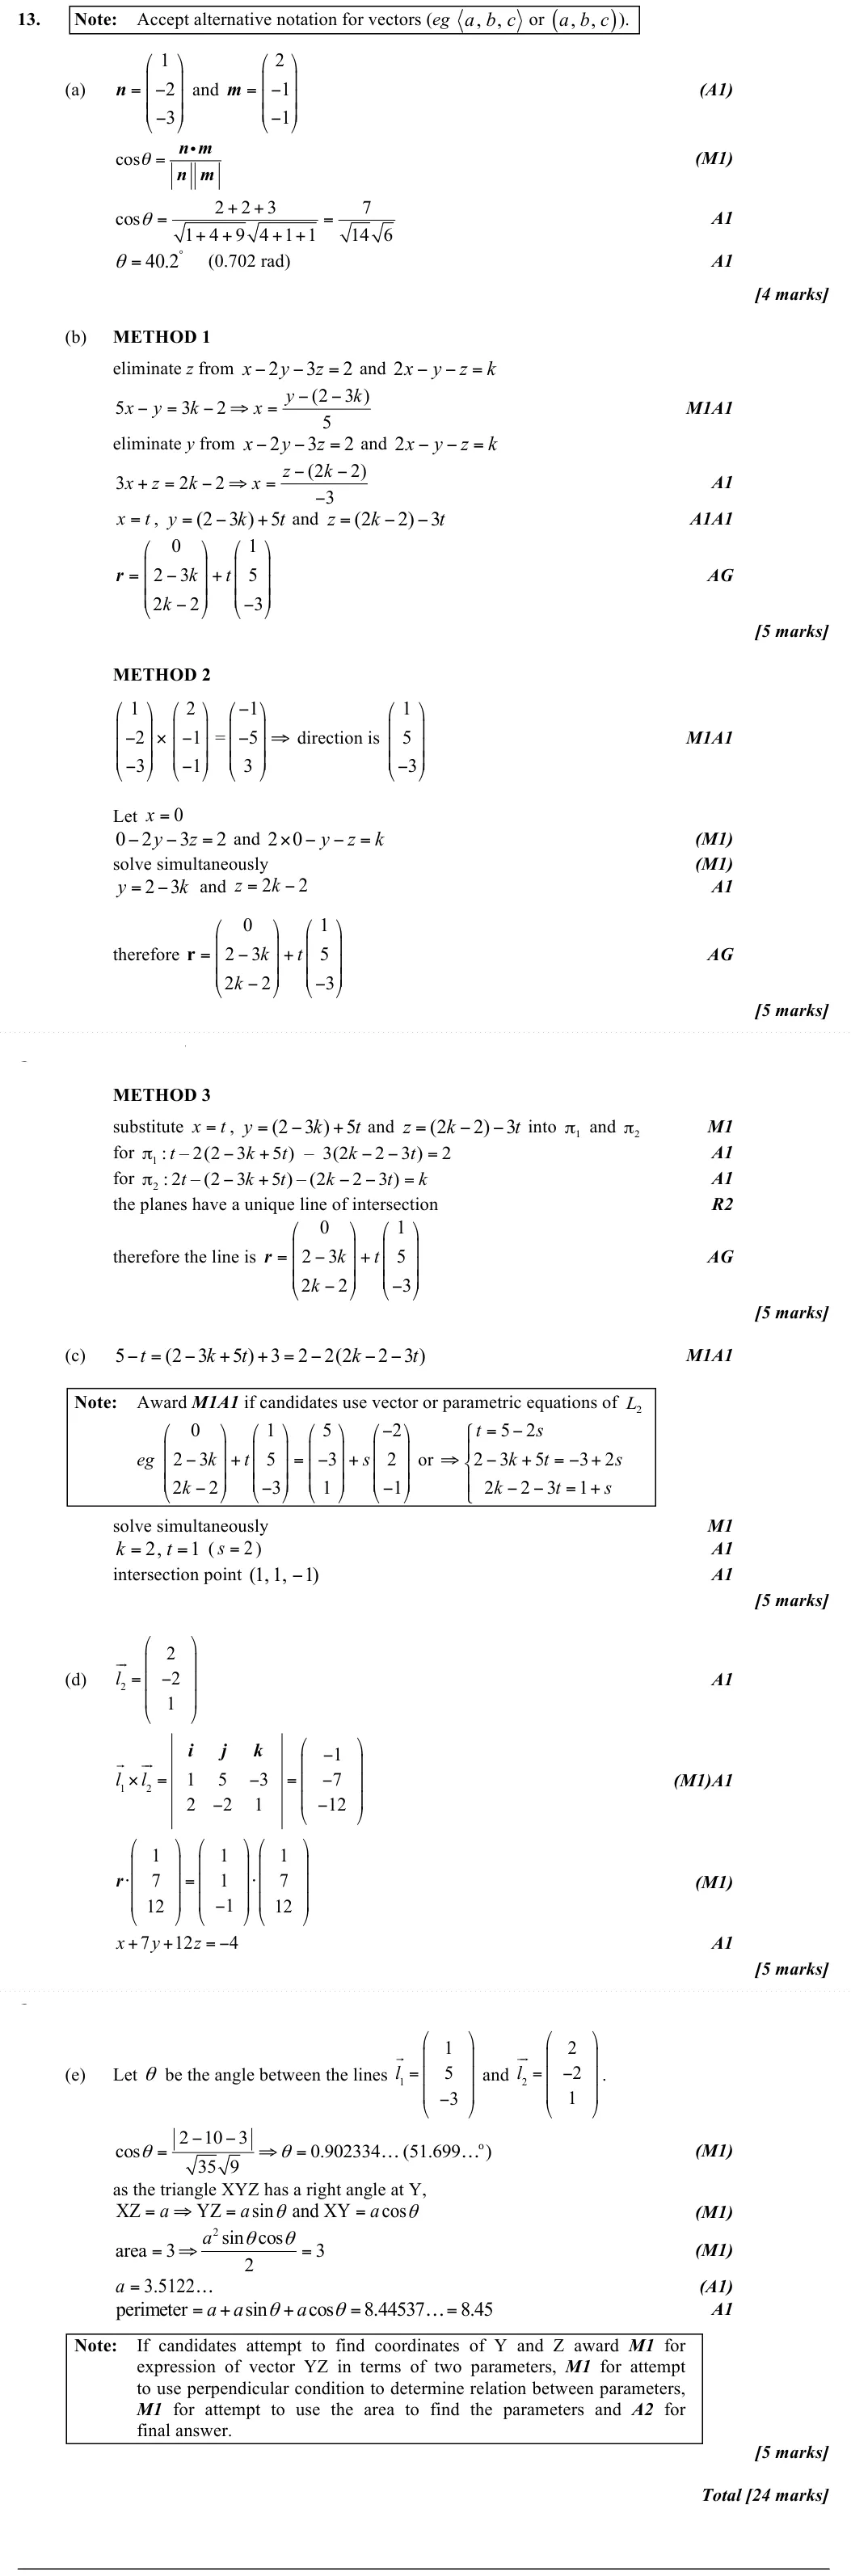 13. Note: Accept alternative notation for vectors (eg ⟨a, b, c⟩ or (a, b, c)).
(a) n = (1, −2, −3) and m = (2, −1, −1) (A1)
cosθ = n•m / |n||m| (M1)
cosθ = (2+2+3) / (√(1+4+9) √(4+1+1)) = 7 / (√14 √6) A1
θ = 40.2° (0.702 rad) A1
[4 marks]
(b) METHOD 1
eliminate z from x − 2y − 3z = 2 and 2x − y − z = k
5x − y = 3k − 2 ⇒ x = (y − (2 − 3k)) / 5 M1A1
eliminate y from x − 2y − 3z = 2 and 2x − y − z = k
3x + z = 2k − 2 ⇒ x = (z − (2k − 2)) / −3 A1
x = t, y = (2 − 3k) + 5t and z = (2k − 2) − 3t A1A1
r = (0, 2 − 3k, 2k − 2) + t (1, 5, −3) AG
[5 marks]
METHOD 2
(1, −2, −3) × (2, −1, −1) = (−1, −5, 3) ⇒ direction is (1, 5, −3) M1A1
Let x = 0
0 − 2y − 3z = 2 and 2×0 − y − z = k (M1)
solve simultaneously (M1)
y = 2 − 3k and z = 2k − 2 A1
therefore r = (0, 2 − 3k, 2k − 2) + t (1, 5, −3) AG
[5 marks]
METHOD 3
substitute x = t, y = (2 − 3k) + 5t and z = (2k − 2) − 3t into π₁ and π₂ M1
for π₁ : t − 2(2 − 3k + 5t) − 3(2k − 2 − 3t) = 2 A1
for π₂ : 2t − (2 − 3k + 5t) − (2k − 2 − 3t) = k A1
the planes have a unique line of intersection R2
therefore the line is r = (0, 2 − 3k, 2k − 2) + t (1, 5, −3) AG
[5 marks]
(c) 5 − t = (2 − 3k + 5t) + 3 = 2 − 2(2k − 2 − 3t) M1A1
Note: Award M1A1 if candidates use vector or parametric equations of L₂
eg (0, 2 − 3k, 2k − 2) + t (1, 5, −3) = (5, −3, 1) + s (−2, 2, −1) or ⇒ { t = 5 − 2s
2 − 3k + 5t = −3 + 2s
2k − 2 − 3t = 1 + s
solve simultaneously M1
k = 2, t = 1 (s = 2) A1
intersection point (1, 1, −1) A1
[5 marks]
(d) l₂ = (2, −2, 1) A1
l₁ × l₂ = | i j k ; 1 5 −3 ; 2 −2 1 | = (−1, −7, −12) (M1)A1
r · (1, 7, 12) = (1, 1, −1) · (1, 7, 12) (M1)
x + 7y + 12z = −4 A1
[5 marks]
(e) Let θ be the angle between the lines l₁ = (1, 5, −3) and l₂ = (2, −2, 1).
cosθ = |2 − 10 − 3| / (√35 √9) ⇒ θ = 0.902334… (51.699…°) (M1)
as the triangle XYZ has a right angle at Y,
XZ = a ⇒ YZ = a sinθ and XY = a cosθ (M1)
area = 3 ⇒ (a² sinθ cosθ) / 2 = 3 (M1)
a = 3.5122… (A1)
perimeter = a + a sinθ + a cosθ = 8.44537… = 8.45 A1
Note: If candidates attempt to find coordinates of Y and Z award M1 for
expression of vector YZ in terms of two parameters, M1 for attempt
to use perpendicular condition to determine relation between parameters,
M1 for attempt to use the area to find the parameters and A2 for
final answer.
[5 marks]
Total [24 marks]